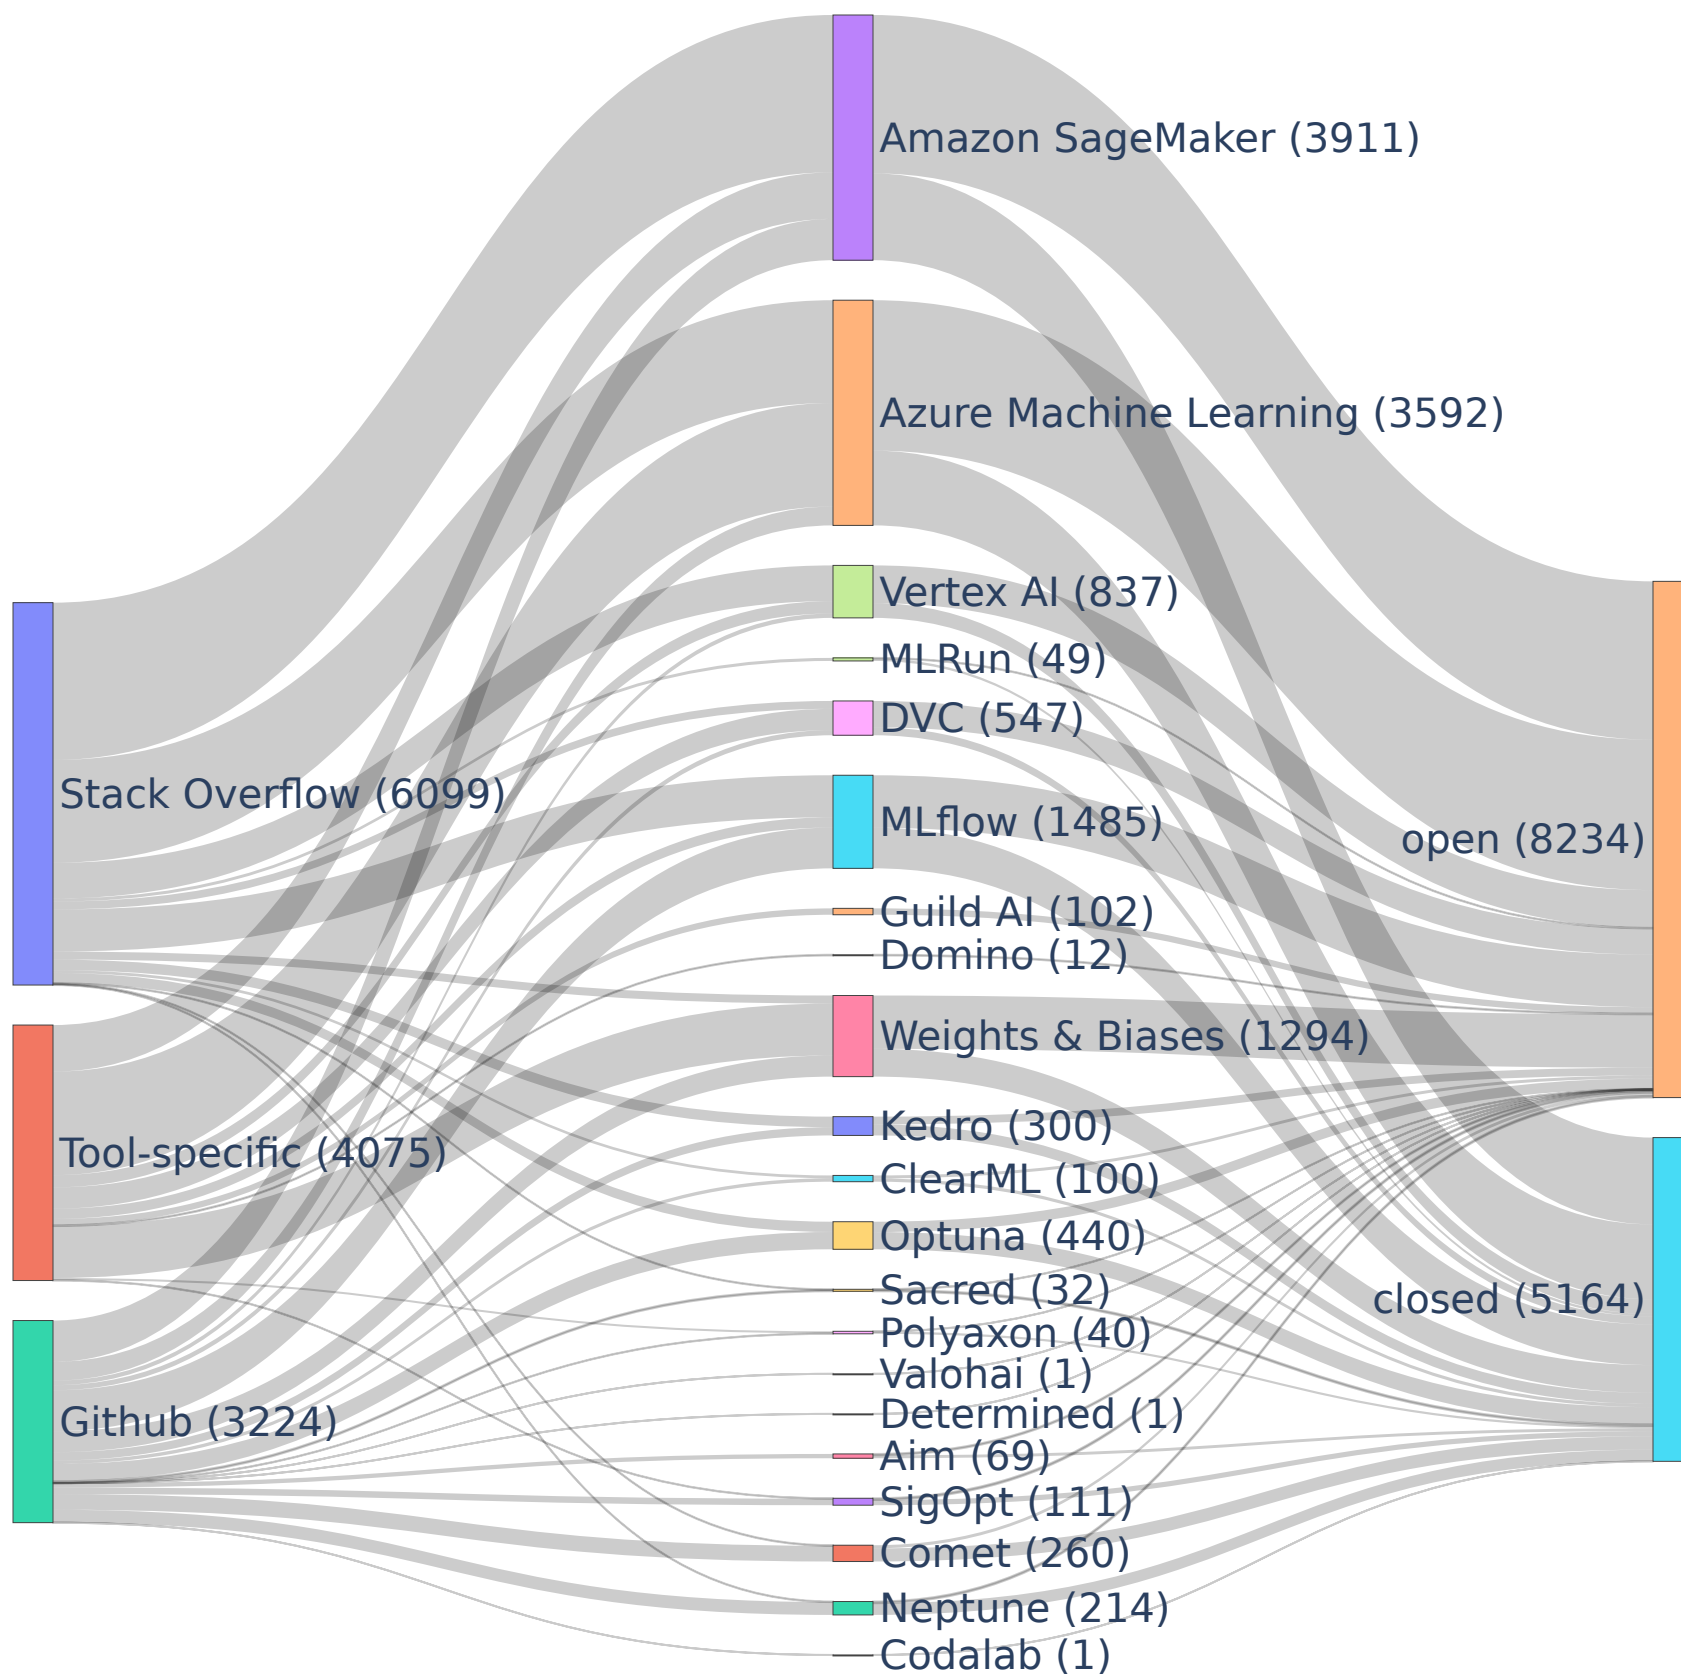 Stack Overflow (6099)
Tool-specific (4075)
Github (3224)
Amazon SageMaker (3911)
Azure Machine Learning (3592)
Vertex AI (837)
MLRun (49)
DVC (547)
MLflow (1485)
Guild AI (102)
Domino (12)
Weights & Biases (1294)
Kedro (300)
ClearML (100)
Optuna (440)
Sacred (32)
Polyaxon (40)
Valohai (1)
Determined (1)
Aim (69)
SigOpt (111)
Comet (260)
Neptune (214)
Codalab (1)
open (8234)
closed (5164)